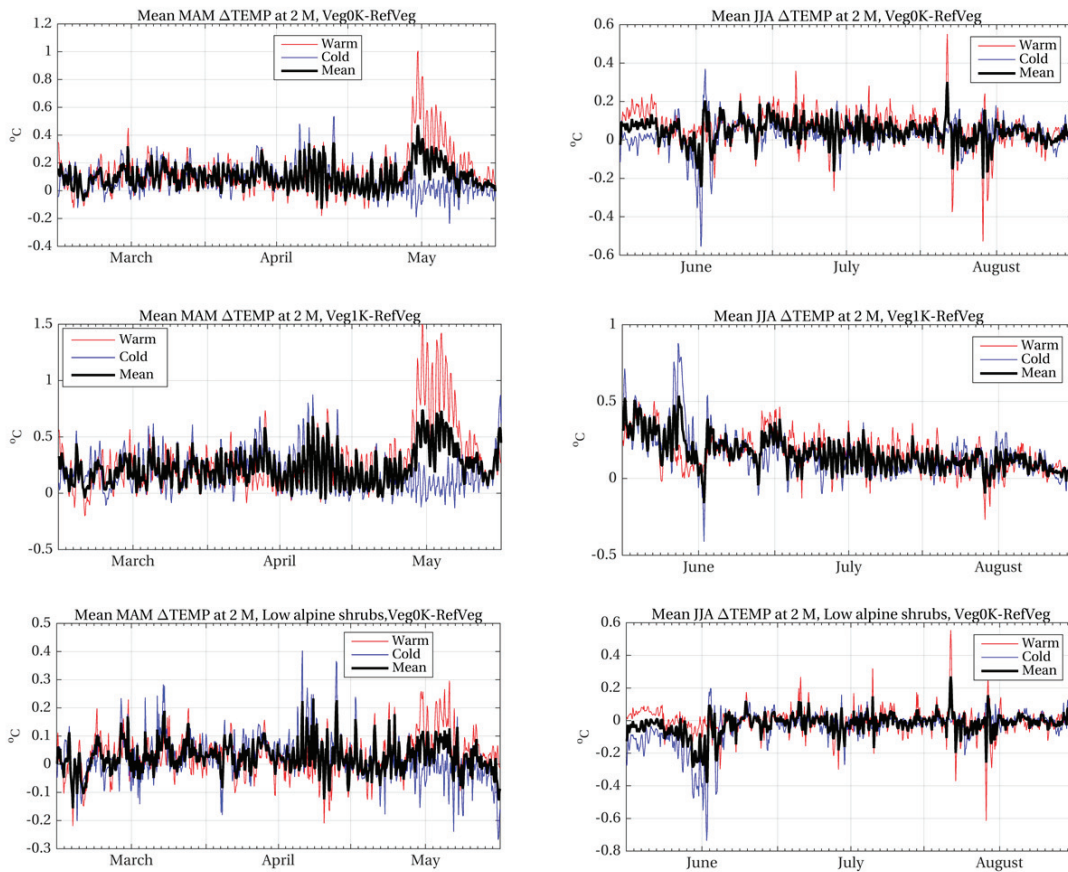 Mean MAM ΔTEMP at 2 M, Veg0K-RefVeg
1.2
1
0.8
0.6
0.4
0.2
0
-0.2
-0.4
°C
Warm
Cold
Mean
March
April
May
Mean JJA ΔTEMP at 2 M, Veg0K-RefVeg
0.6
0.4
0.2
0
-0.2
-0.4
-0.6
°C
Warm
Cold
Mean
June
July
August
Mean MAM ΔTEMP at 2 M, Veg1K-RefVeg
1.5
1
0.5
0
-0.5
°C
Warm
Cold
Mean
March
April
May
Mean JJA ΔTEMP at 2 M, Veg1K-RefVeg
1
0.5
0
-0.5
°C
Warm
Cold
Mean
June
July
August
Mean MAM ΔTEMP at 2 M, Low alpine shrubs,Veg0K-RefVeg
0.5
0.4
0.3
0.2
0.1
0
-0.1
-0.2
-0.3
°C
Warm
Cold
Mean
March
April
May
Mean JJA ΔTEMP at 2 M, Low alpine shrubs, Veg0K-RefVeg
0.6
0.4
0.2
0
-0.2
-0.4
-0.6
-0.8
°C
Warm
Cold
Mean
June
July
August